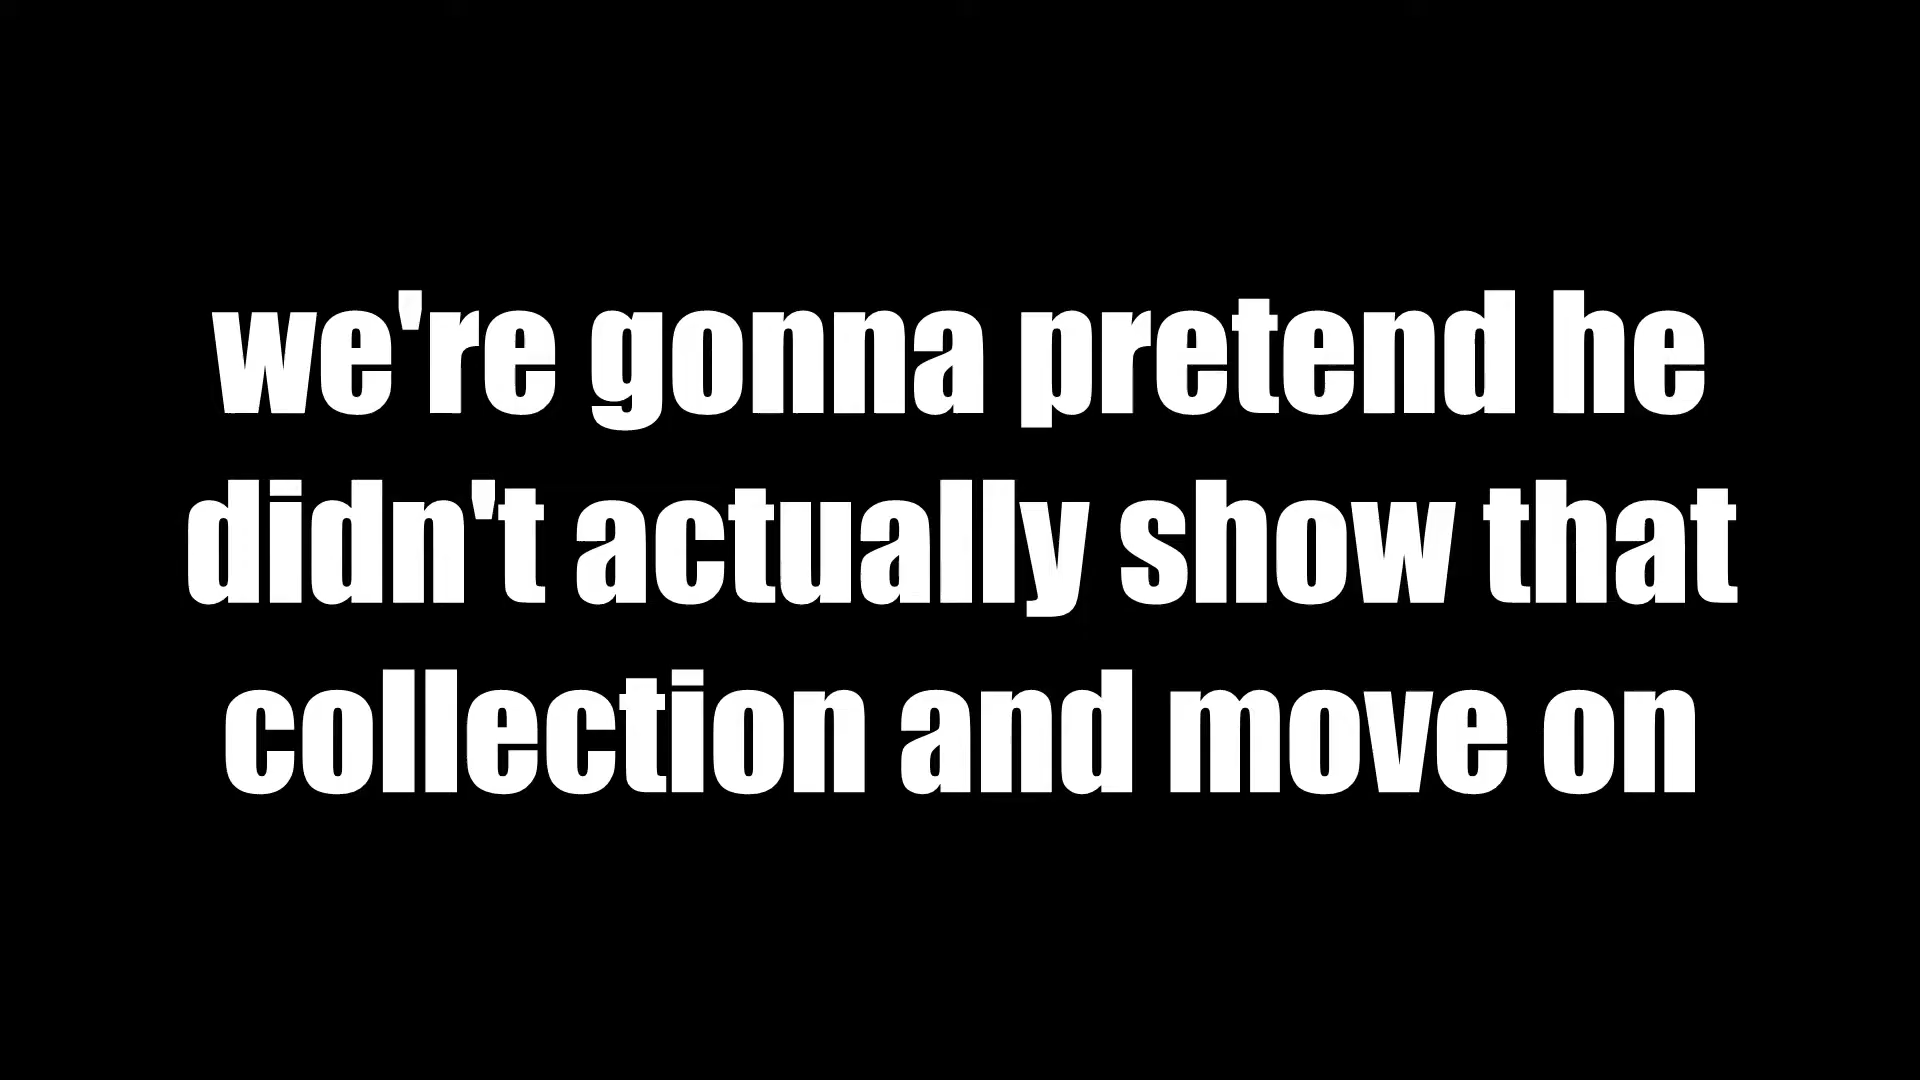 we're gonna pretend he
didn't actually show that
collection and move on